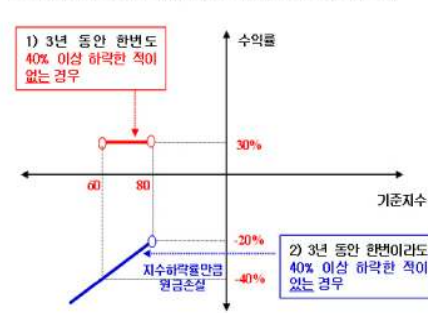 1) 3년 동안 한번도
40% 이상 하락한 적이
없는 경우
수익률
30%
60
80
기준지수
-20%
지수하락률만큼
원금손실
-40%
2) 3년 동안 한번이라도
40% 이상 하락한 적이
있는 경우